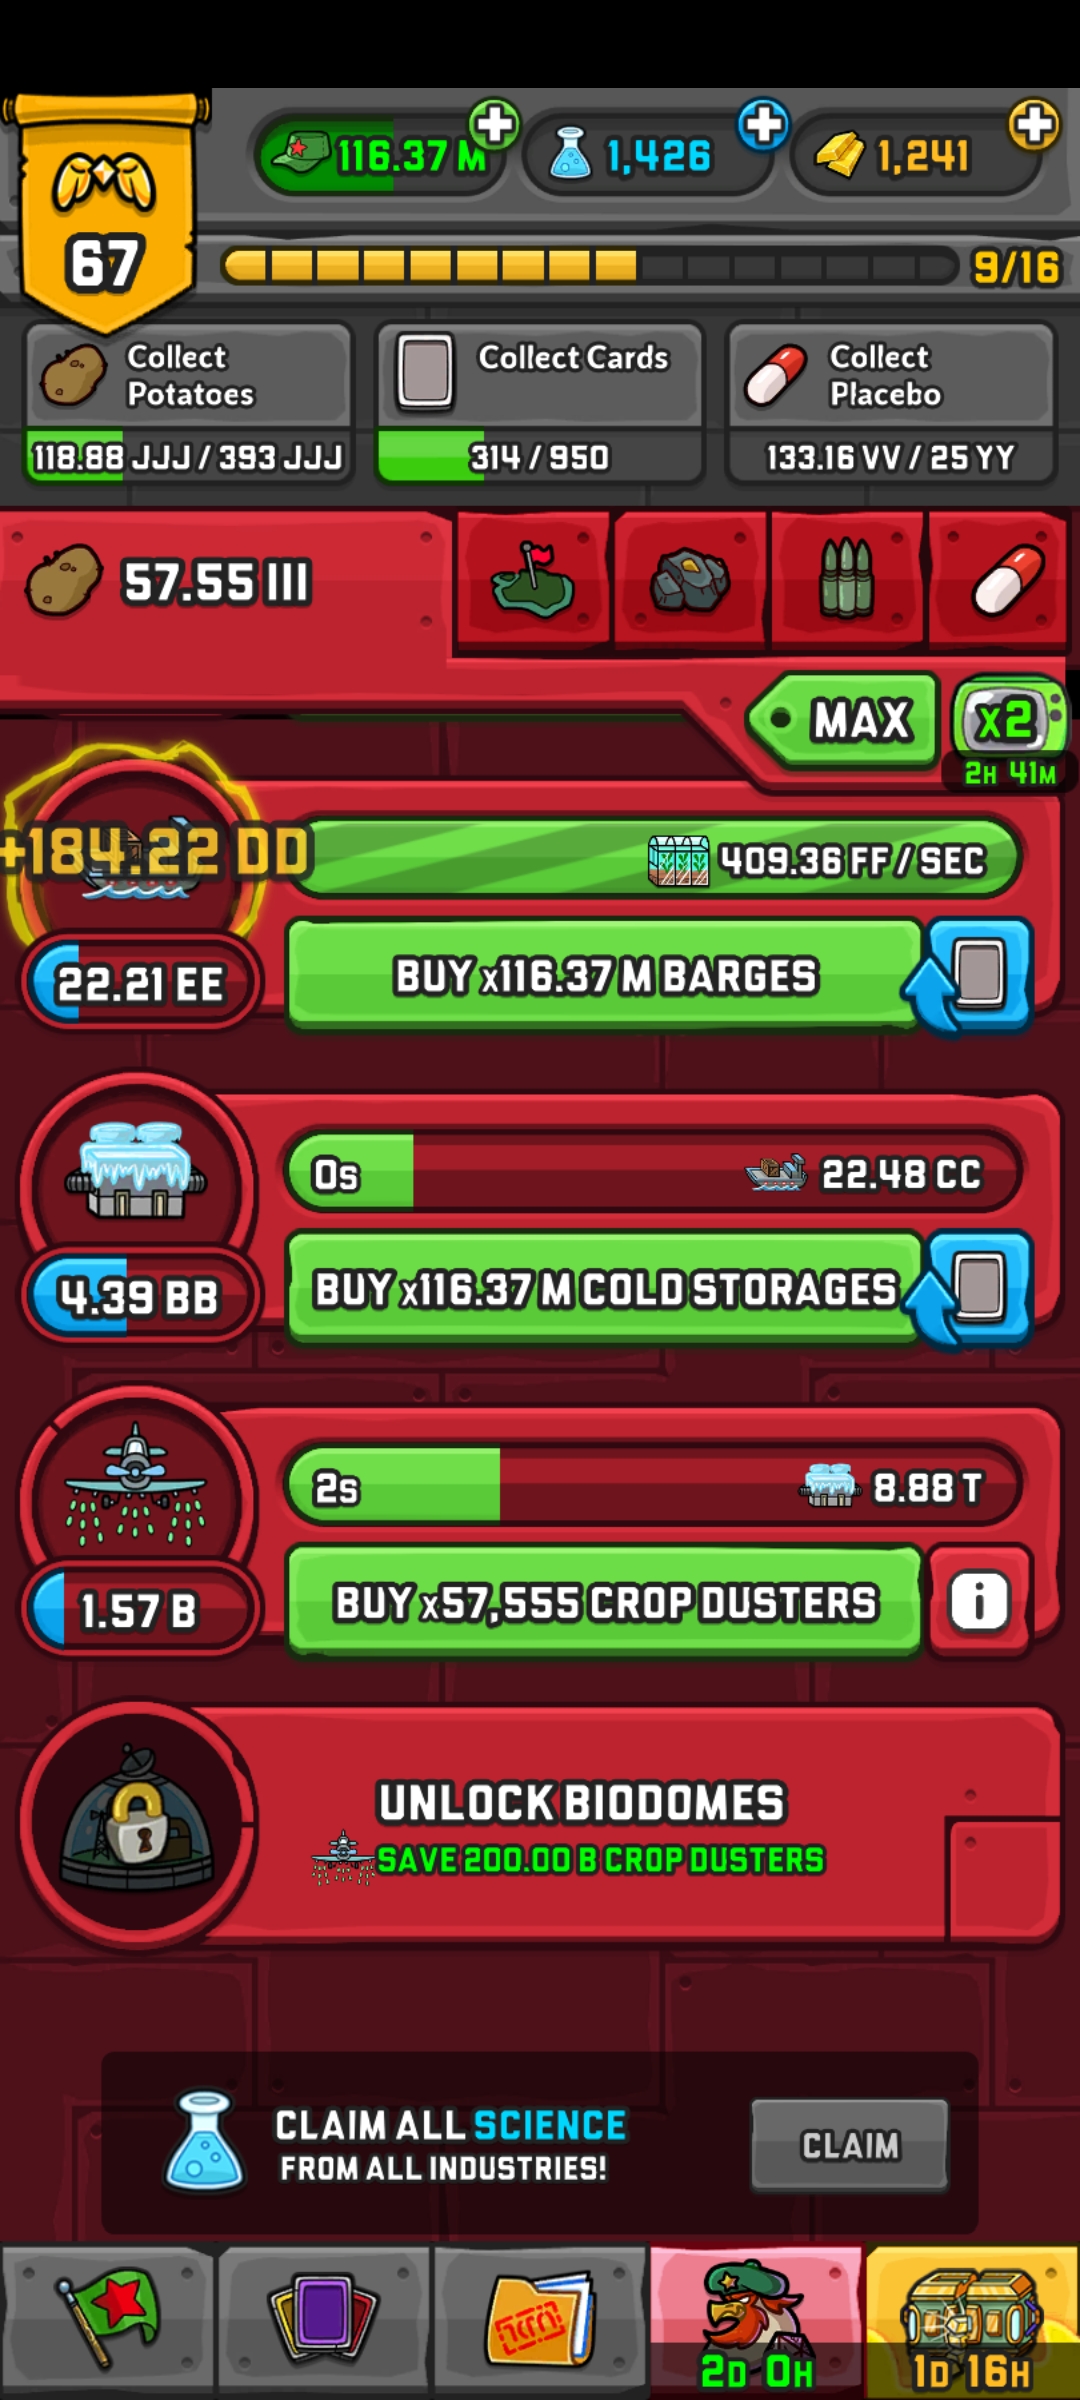 67
116.37 M
1,426
1,241
9/16
Collect
Potatoes
118.88 JJJ / 393 JJJ
Collect Cards
314 / 950
Collect
Placebo
133.16 VV / 25 YY
57.55 III
MAX
x2
2H 41M
+184.22 DD
409.36 FF / SEC
22.21 EE
BUY x116.37 M BARGES
0s
22.48 CC
4.39 BB
BUY x116.37 M COLD STORAGES
2s
8.88 T
1.57 B
BUY x57,555 CROP DUSTERS
i
UNLOCK BIODOMES
SAVE 200.00 B CROP DUSTERS
CLAIM ALL SCIENCE
FROM ALL INDUSTRIES!
CLAIM
2D 0H
1D 16H